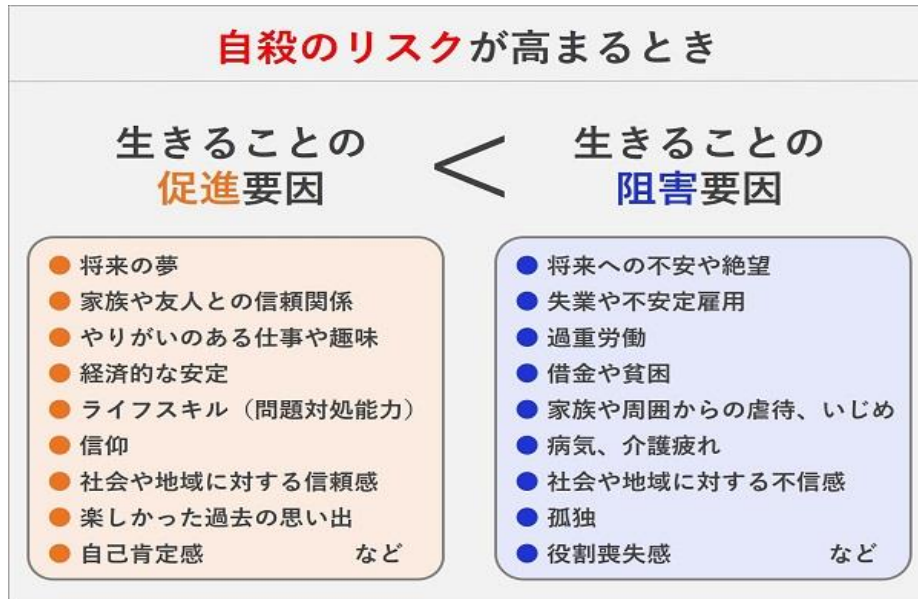 自殺のリスクが高まるとき
生きることの
促進要因
<
生きることの
阻害要因
● 将来の夢
● 家族や友人との信頼関係
● やりがいのある仕事や趣味
● 経済的な安定
● ライフスキル（問題対処能力）
● 信仰
● 社会や地域に対する信頼感
● 楽しかった過去の思い出
● 自己肯定感 など
● 将来への不安や絶望
● 失業や不安定雇用
● 過重労働
● 借金や貧困
● 家族や周囲からの虐待、いじめ
● 病気、介護疲れ
● 社会や地域に対する不信感
● 孤独
● 役割喪失感 など